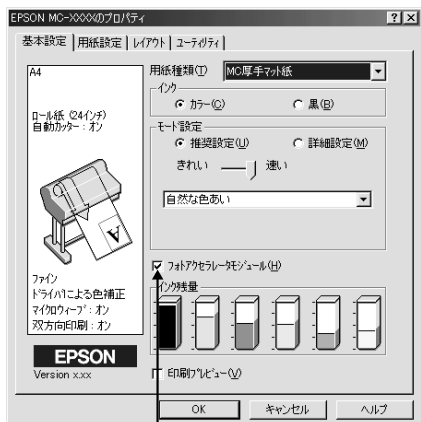 EPSON MC-XXXXのプロパティ
基本設定
用紙設定
レイアウト
ユーティリティ
A4
ロール紙 (24インチ)
自動カッター:オン
A
ファイン
ドライバによる色補正
マイクロウィーブ:オン
双方向印刷:オン
EPSON
Version x.xx
用紙種類(T)
MC厚手マット紙
インク
カラー(C)
黒(B)
モード設定
推奨設定(U)
詳細設定(M)
きれい
速い
自然な色あい
フォトアクセラレータモジュール(H)
インク残量
印刷プレビュー(V)
OK
キャンセル
ヘルプ